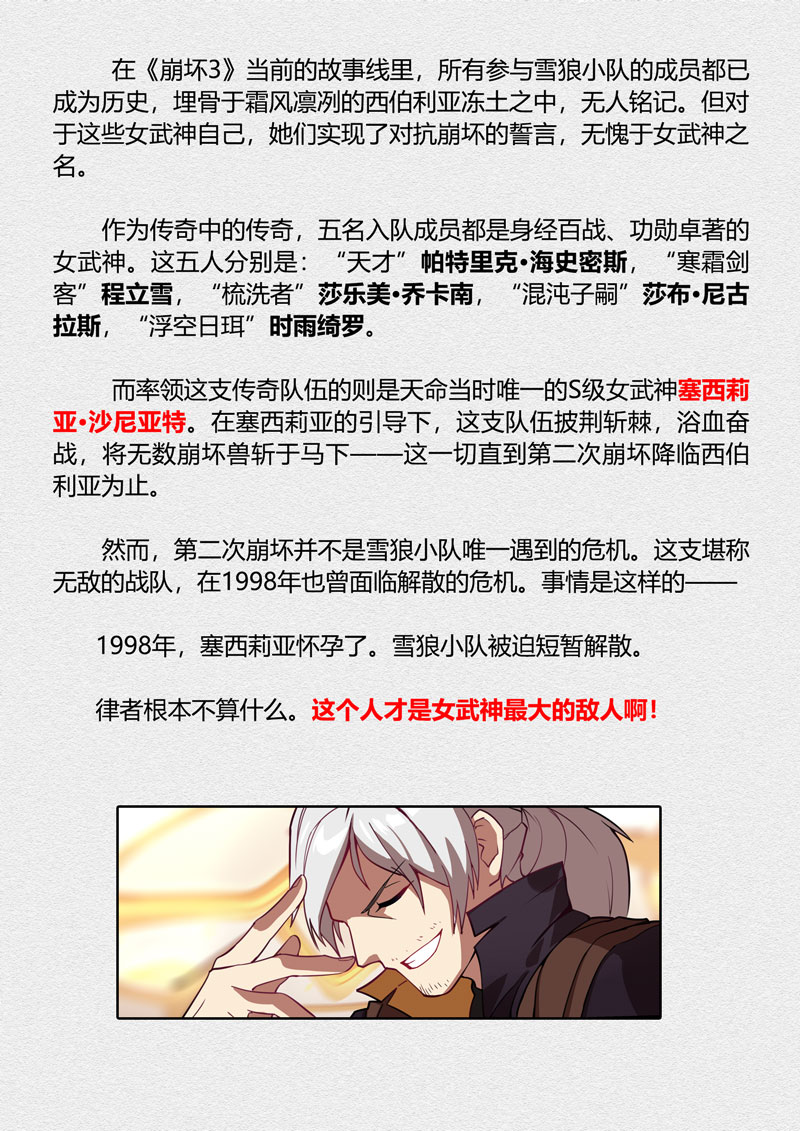 在《崩坏3》当前的故事线里，所有参与雪狼小队的成员都已
成为历史，埋骨于霜风凛冽的西伯利亚冻土之中，无人铭记。但对
于这些女武神自己，她们实现了对抗崩坏的誓言，无愧于女武神之
名。
作为传奇中的传奇，五名入队成员都是身经百战、功勋卓著的
女武神。这五人分别是：“天才”帕特里克·海史密斯，“寒霜剑
客”程立雪，“梳洗者”莎乐美·乔卡南，“混沌子嗣”莎布·尼古
拉斯，“浮空日珥”时雨绮罗。
而率领这支传奇队伍的则是天命当时唯一的S级女武神塞西莉
亚·沙尼亚特。在塞西莉亚的引导下，这支队伍披荆斩棘，浴血奋
战，将无数崩坏兽斩于马下——这一切直到第二次崩坏降临西伯
利亚为止。
然而，第二次崩坏并不是雪狼小队唯一遇到的危机。这支堪称
无敌的战队，在1998年也曾面临解散的危机。事情是这样的——
1998年，塞西莉亚怀孕了。雪狼小队被迫短暂解散。
律者根本不算什么。这个人才是女武神最大的敌人啊！